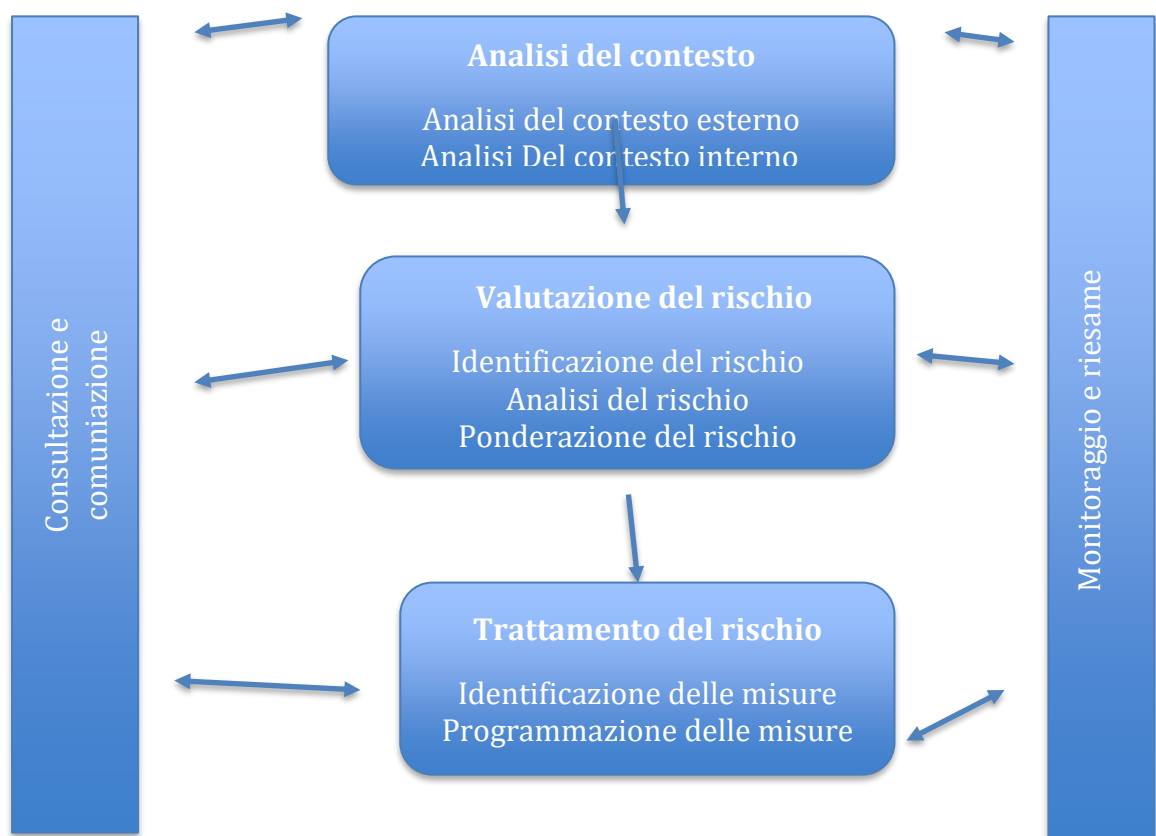 Consultazione e
comuniazione
Analisi del contesto
Analisi del contesto esterno
Analisi Del contesto interno
Valutazione del rischio
Identificazione del rischio
Analisi del rischio
Ponderazione del rischio
Trattamento del rischio
Identificazione delle misure
Programmazione delle misure
Monitoraggio e riesame